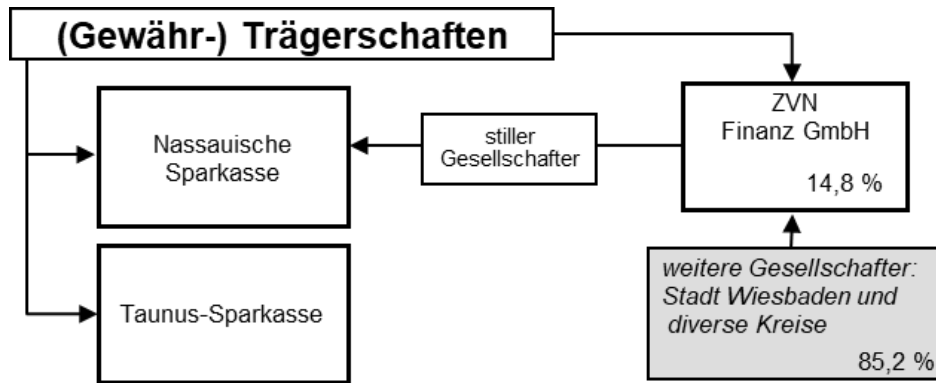 (Gewähr-) Trägerschaften
Nassauische
Sparkasse
stiller
Gesellschafter
ZVN
Finanz GmbH
14,8 %
Taunus-Sparkasse
weitere Gesellschafter:
Stadt Wiesbaden und
diverse Kreise
85,2 %